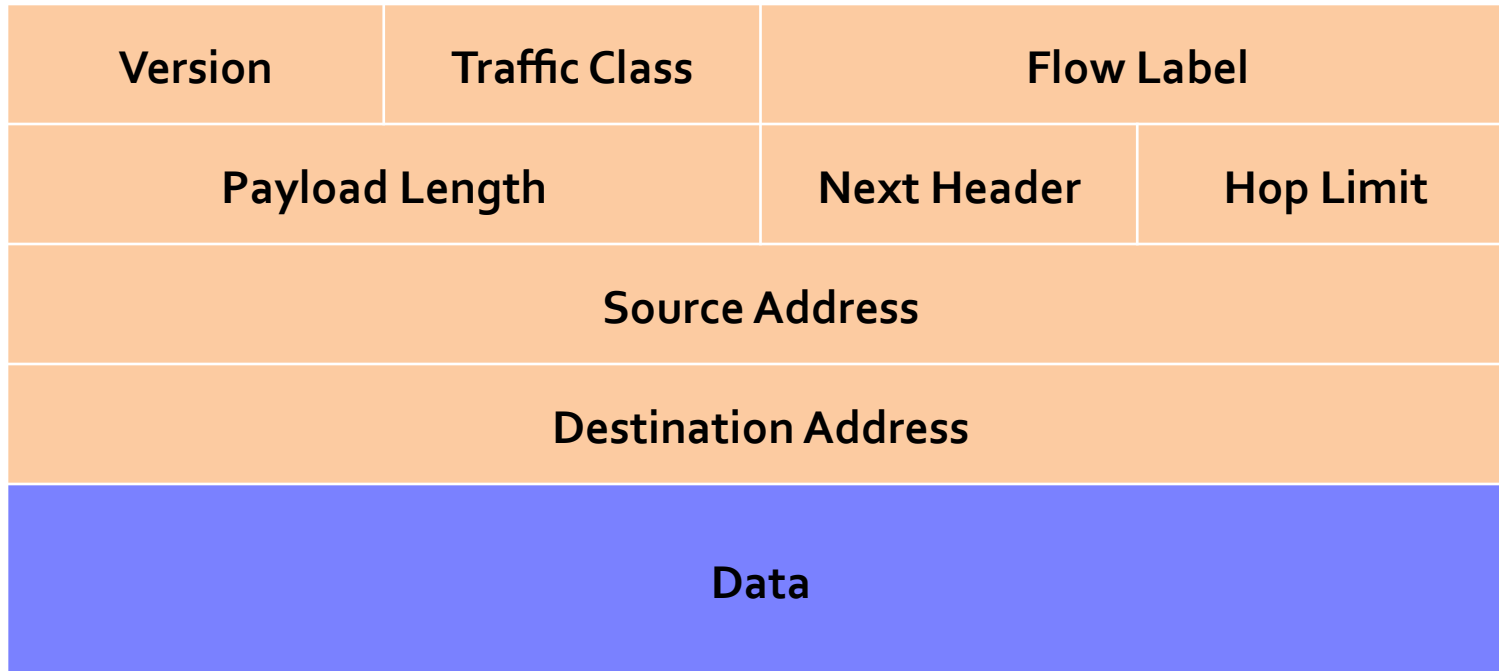 Version Traffic Class Flow Label
Payload Length Next Header Hop Limit
Source Address
Destination Address
Data